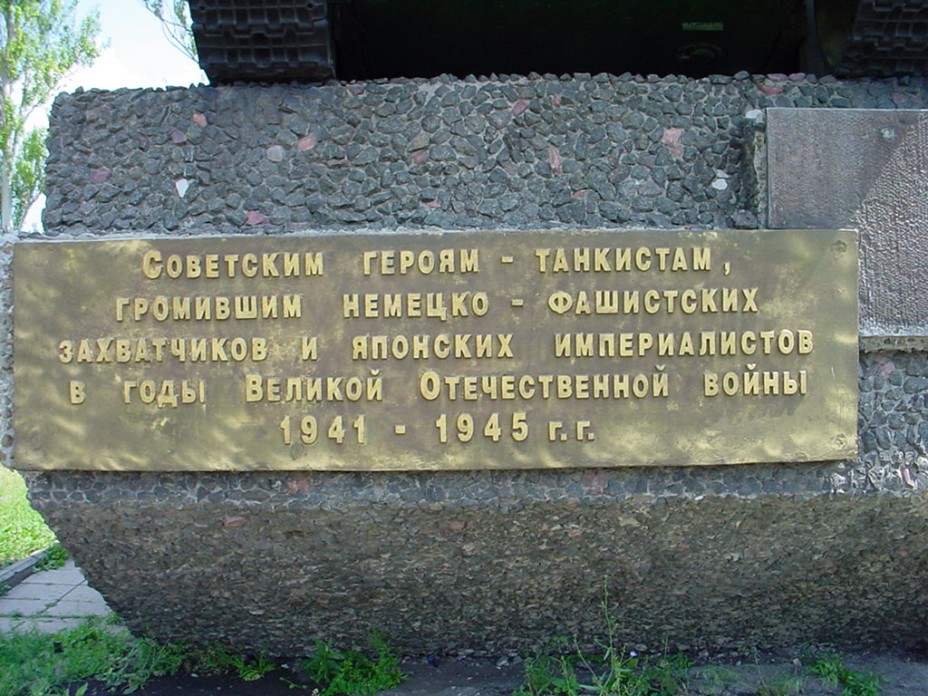 Советским героям - танкистам,
громившим немецко - фашистских
захватчиков и японских империалистов
в годы Великой Отечественной войны
1941 - 1945 г.г.